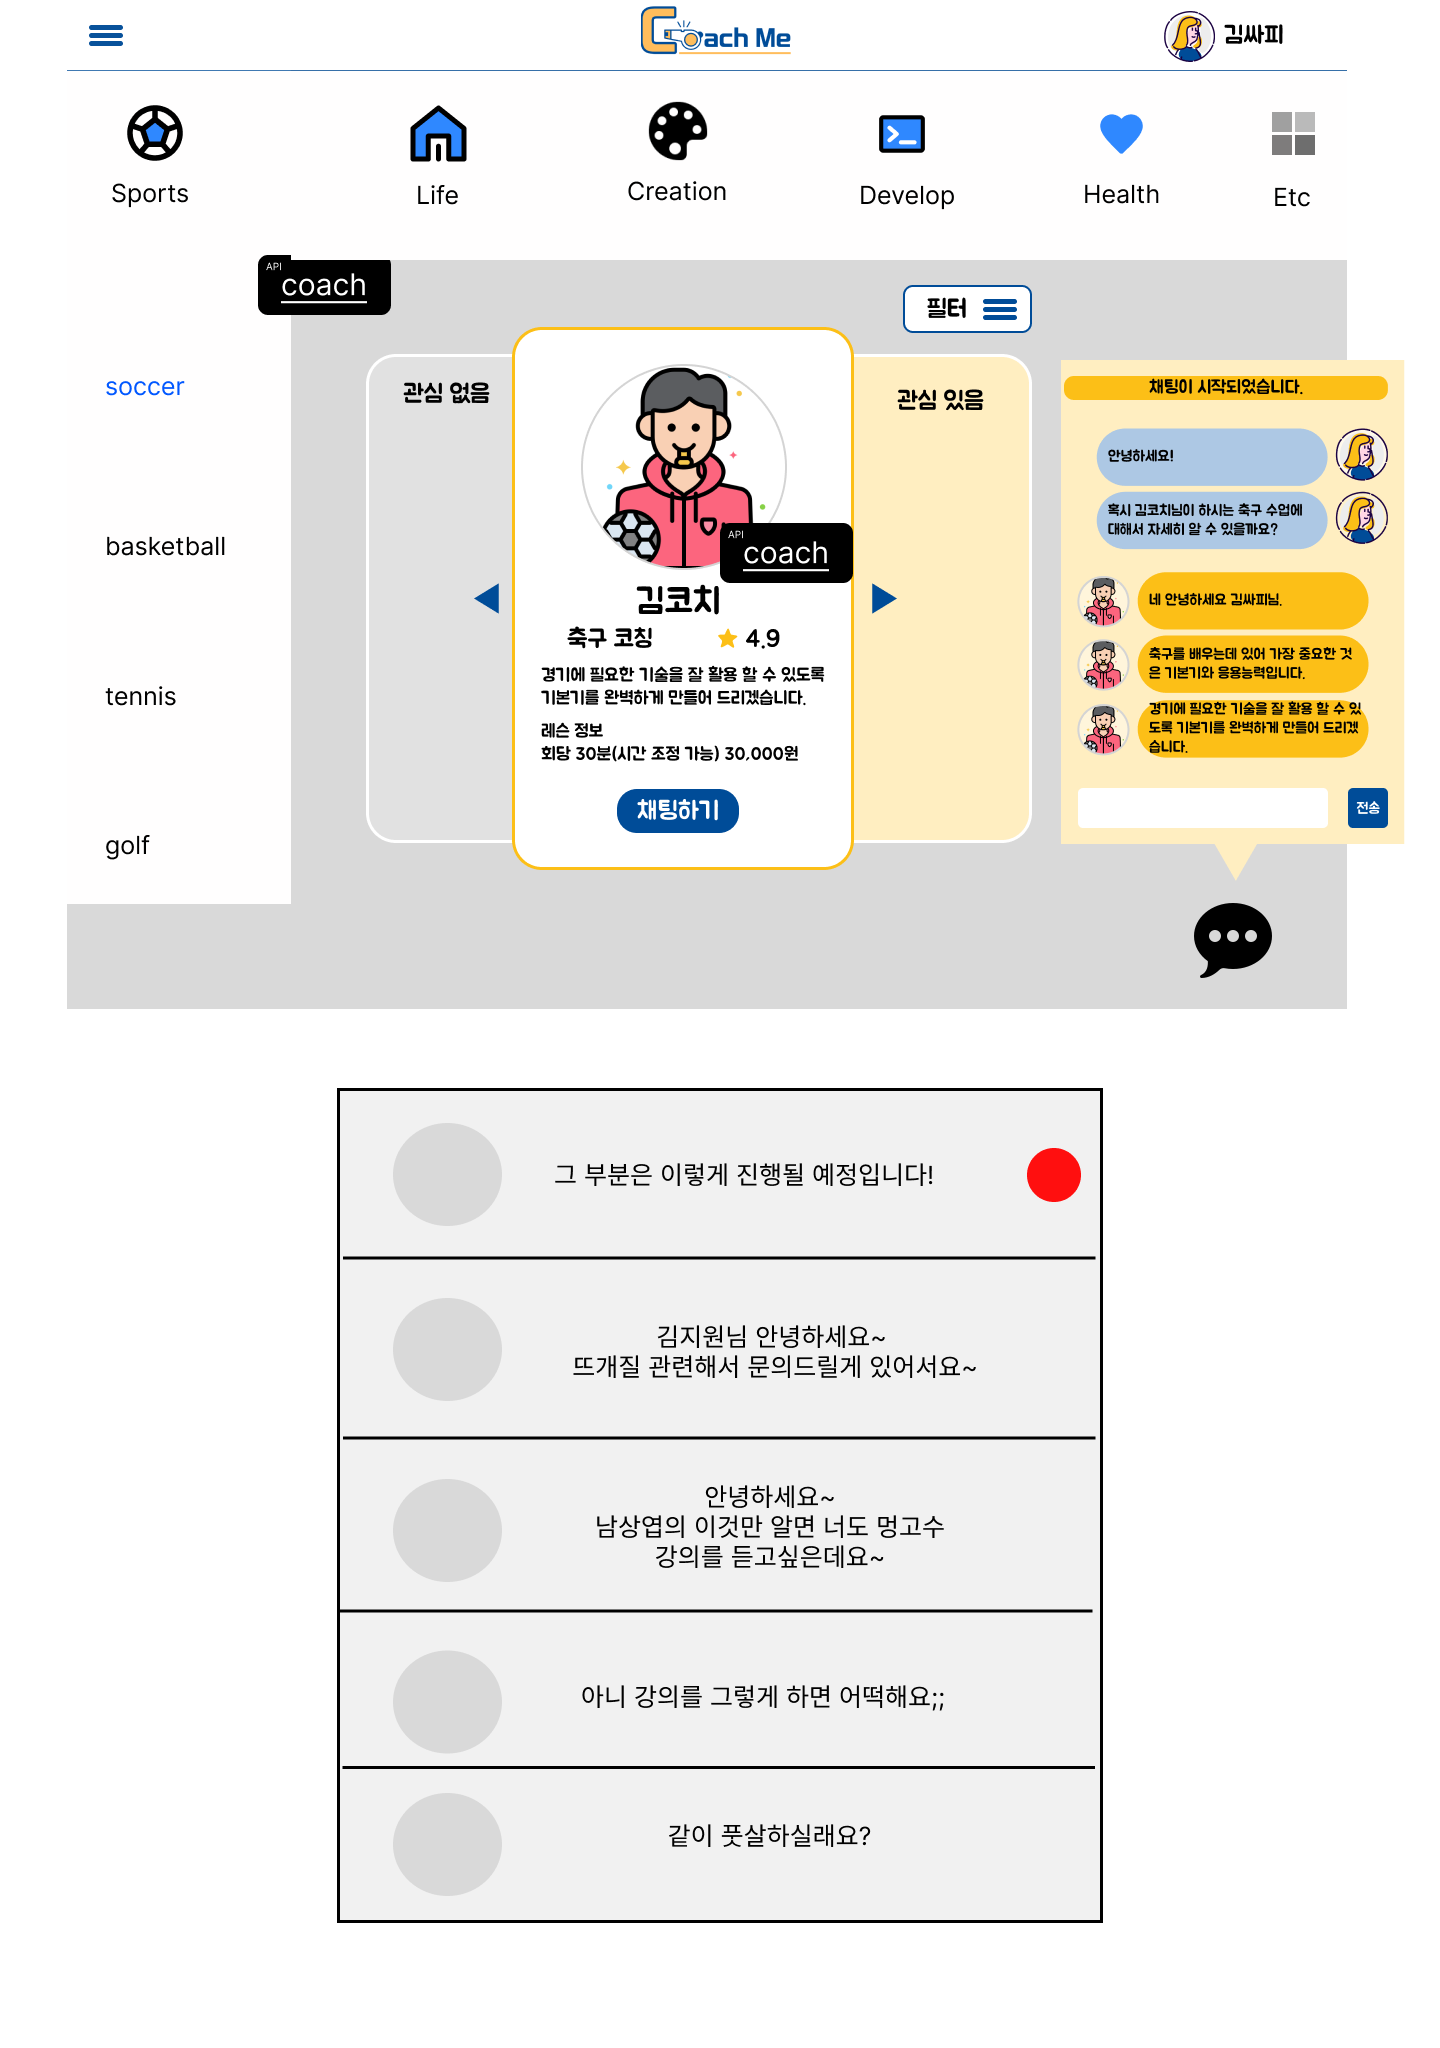 Coach Me
김싸피
Sports
Life
Creation
Develop
Health
Etc
API
coach
soccer
basketball
tennis
golf
필터
관심 없음
관심 있음
API
coach
김코치
축구 코칭
4.9
경기에 필요한 기술을 잘 활용 할 수 있도록
기본기를 완벽하게 만들어 드리겠습니다.
레슨 정보
회당 30분(시간 조정 가능) 30,000원
채팅하기
채팅이 시작되었습니다.
안녕하세요!
혹시 김코치님이 하시는 축구 수업에
대해서 자세히 알 수 있을까요?
네 안녕하세요 김싸피님.
축구를 배우는데 있어 가장 중요한 것
은 기본기와 응용능력입니다.
경기에 필요한 기술을 잘 활용 할 수 있
도록 기본기를 완벽하게 만들어 드리겠
습니다.
전송
그 부분은 이렇게 진행될 예정입니다!
김지원님 안녕하세요~
뜨개질 관련해서 문의드릴게 있어서요~
안녕하세요~
남상엽의 이것만 알면 너도 멍고수
강의를 듣고싶은데요~
아니 강의를 그렇게 하면 어떡해요;;
같이 풋살하실래요?